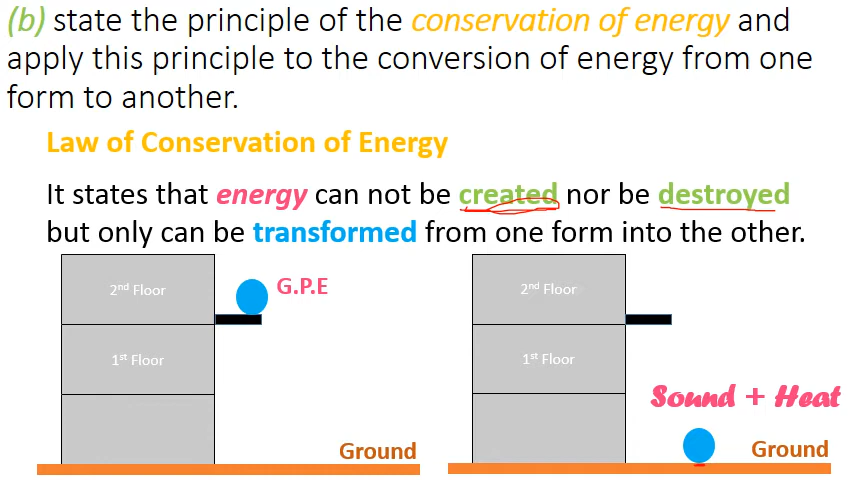 (b) state the principle of the conservation of energy and
apply this principle to the conversion of energy from one
form to another.
Law of Conservation of Energy
It states that energy can not be created nor be destroyed
but only can be transformed from one form into the other.
2nd Floor
G.P.E
1st Floor
Ground
2nd Floor
1st Floor
Sound + Heat
Ground